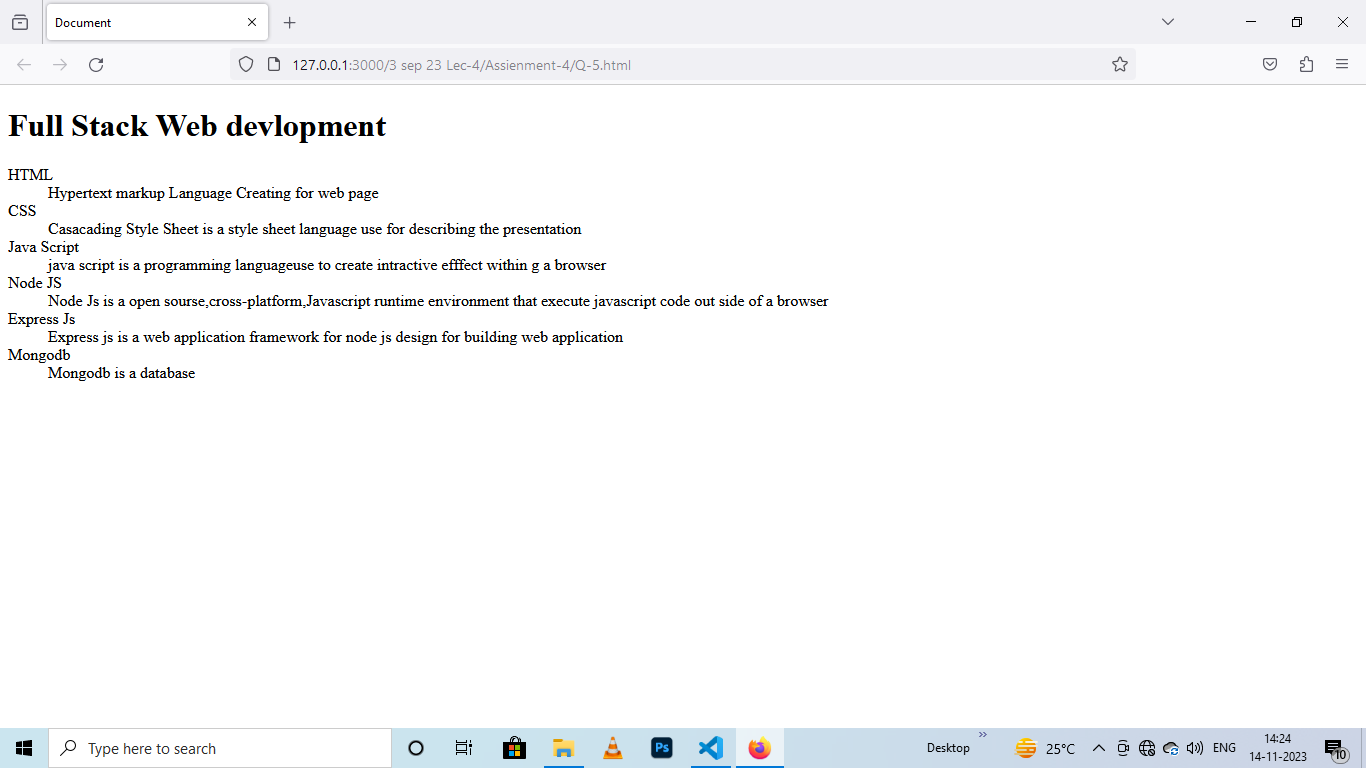 Document
127.0.0.1:3000/3 sep 23 Lec-4/Assienment-4/Q-5.html
Full Stack Web devlopment
HTML
Hypertext markup Language Creating for web page
CSS
Casacading Style Sheet is a style sheet language use for describing the presentation
Java Script
java script is a programming languageuse to create intractive efffect within g a browser
Node JS
Node Js is a open sourse,cross-platform,Javascript runtime environment that execute javascript code out side of a browser
Express Js
Express js is a web application framework for node js design for building web application
Mongodb
Mongodb is a database
Type here to search
Ps
Desktop
25°C
ENG
14:24
14-11-2023
10